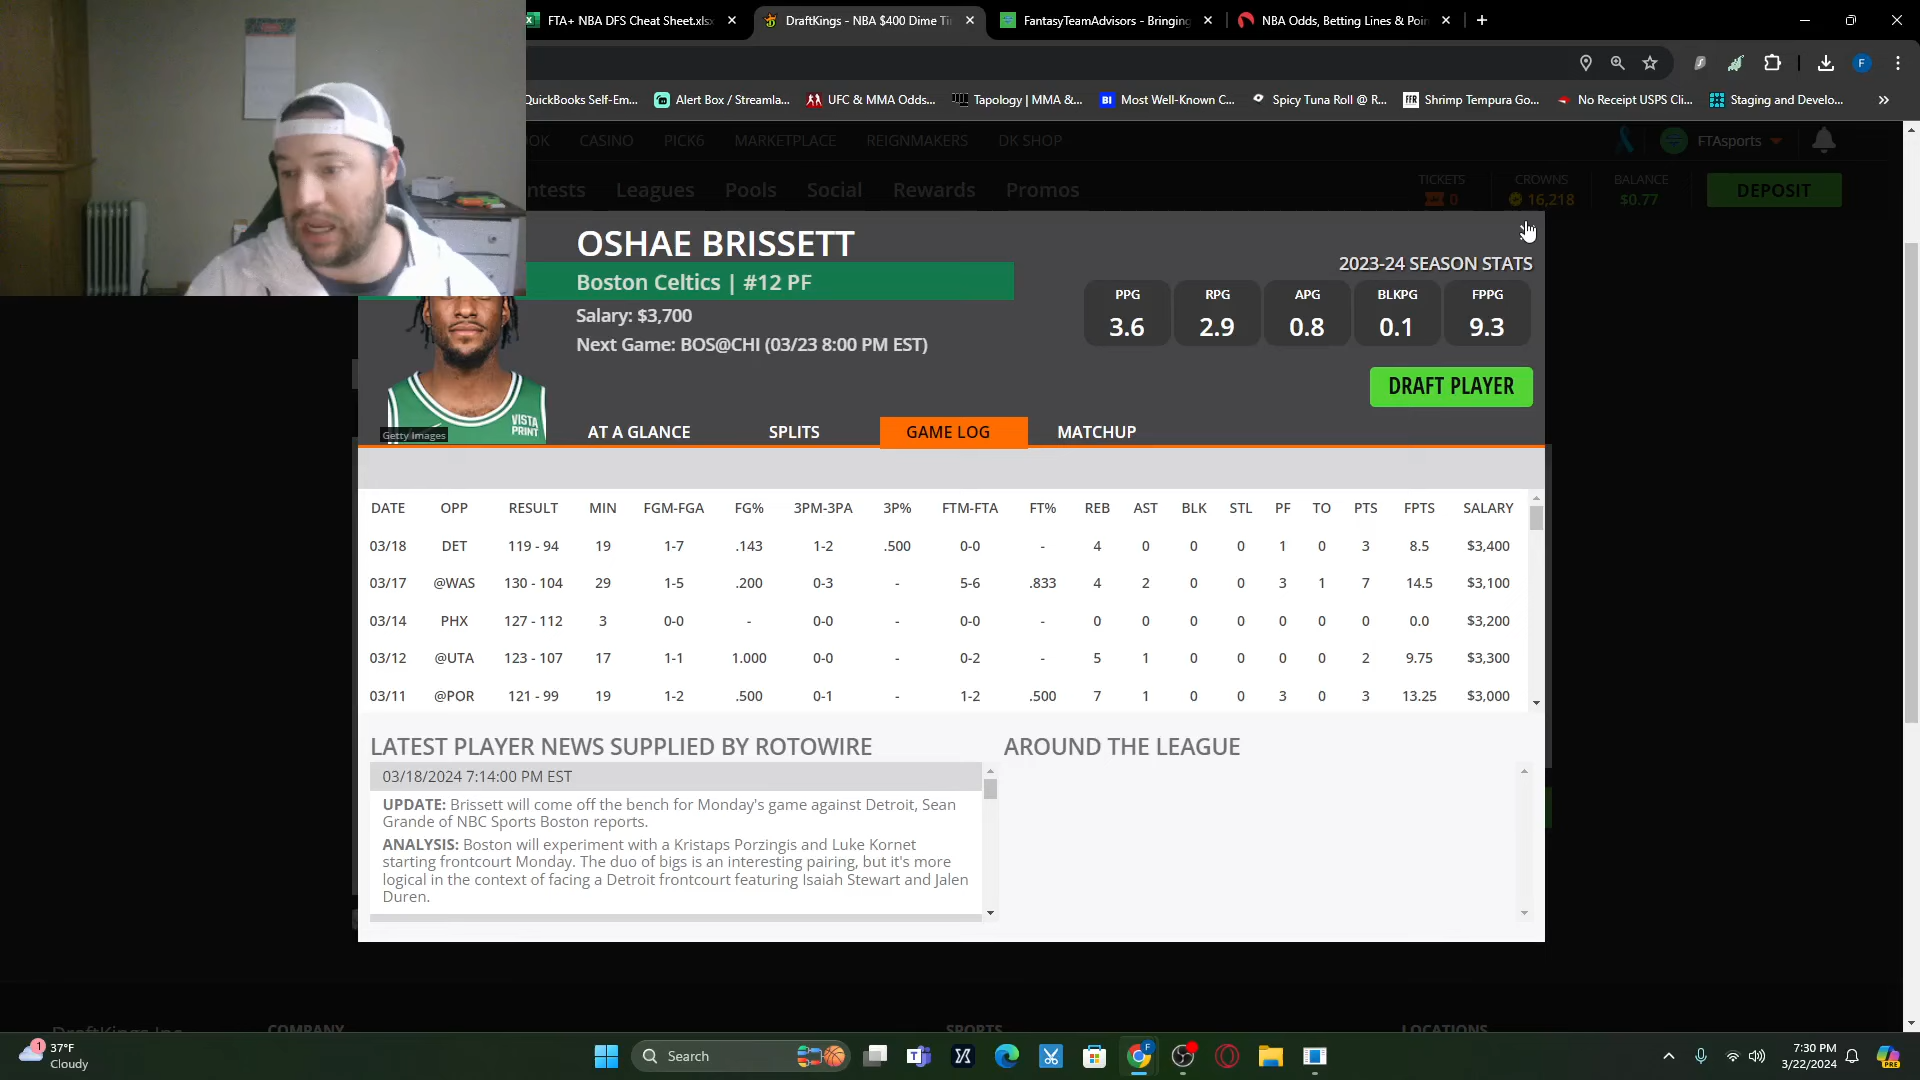 FTA+ NBA DFS Cheat Sheet.xls
DraftKings - NBA $400 Dime Ti
FantasyTeamAdvisors - Bringing
NBA Odds, Betting Lines & Poin
F
QuickBooks Self-Em...
Alert Box / Streamla...
UFC & MMA Odds...
Tapology | MMA &...
BI Most Well-Known C...
Spicy Tuna Roll @ R...
FFR Shrimp Tempura Go...
No Receipt USPS Cli...
Staging and Develo...
OK CASINO PICK6 MARKETPLACE REIGNMAKERS DK SHOP
FTAsports
ntests Leagues Pools Social Rewards Promos
TICKETS CROWNS BALANCE
0 16,218 $0.77
DEPOSIT
OSHAE BRISSETT
Boston Celtics | #12 PF
Salary: $3,700
Next Game: BOS@CHI (03/23 8:00 PM EST)
2023-24 SEASON STATS
PPG RPG APG BLKPG FPPG
3.6 2.9 0.8 0.1 9.3
DRAFT PLAYER
VISTA
PRINT
Getty Images
AT A GLANCE SPLITS GAME LOG MATCHUP
DATE OPP RESULT MIN FGM-FGA FG% 3PM-3PA 3P% FTM-FTA FT% REB AST BLK STL PF TO PTS FPTS SALARY
03/18 DET 119 - 94 19 1-7 .143 1-2 .500 0-0 - 4 0 0 0 1 0 3 8.5 $3,400
03/17 @WAS 130 - 104 29 1-5 .200 0-3 - 5-6 .833 4 2 0 0 3 1 7 14.5 $3,100
03/14 PHX 127 - 112 3 0-0 - 0-0 - 0-0 - 0 0 0 0 0 0 0 0.0 $3,200
03/12 @UTA 123 - 107 17 1-1 1.000 0-0 - 0-2 - 5 1 0 0 0 0 2 9.75 $3,300
03/11 @POR 121 - 99 19 1-2 .500 0-1 - 1-2 .500 7 1 0 0 3 0 3 13.25 $3,000
LATEST PLAYER NEWS SUPPLIED BY ROTOWIRE
AROUND THE LEAGUE
03/18/2024 7:14:00 PM EST
UPDATE: Brissett will come off the bench for Monday's game against Detroit, Sean
Grande of NBC Sports Boston reports.
ANALYSIS: Boston will experiment with a Kristaps Porzingis and Luke Kornet
starting frontcourt Monday. The duo of bigs is an interesting pairing, but it's more
logical in the context of facing a Detroit frontcourt featuring Isaiah Stewart and Jalen
Duren.
DraftKings Inc.
COMPANY
SPORTS
LOCATIONS
1
37°F
Cloudy
Search
F
7:30 PM
3/22/2024
PRE